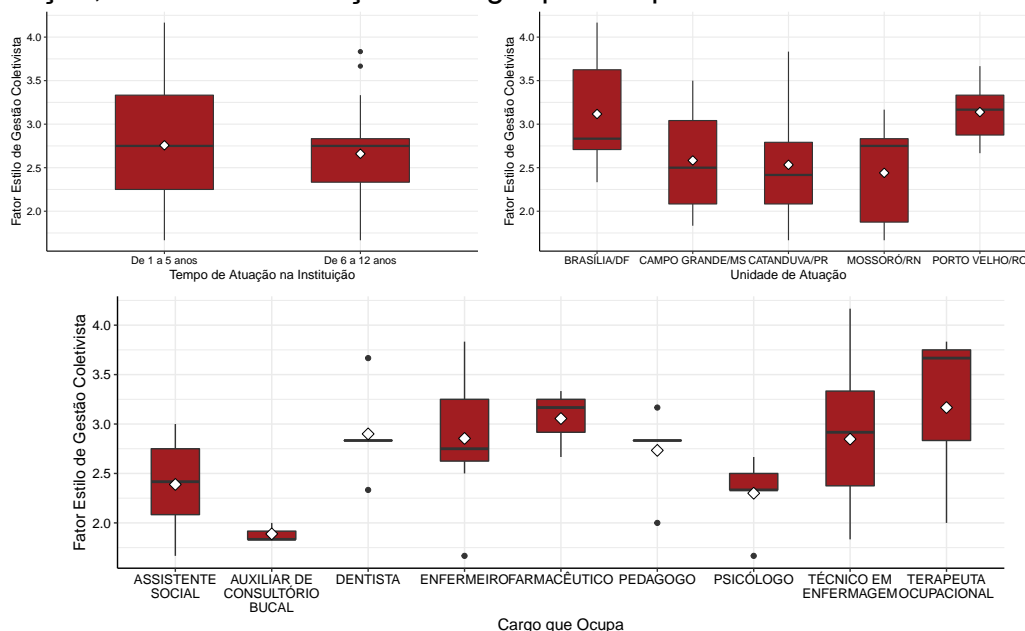 Fator Estilo de Gestão Coletivista
4.0
3.5
3.0
2.5
2.0
De 1 a 5 anos De 6 a 12 anos
Tempo de Atuação na Instituição
Fator Estilo de Gestão Coletivista
4.0
3.5
3.0
2.5
2.0
BRASÍLIA/DF CAMPO GRANDE/MS CATANDUVA/PR MOSSORÓ/RN PORTO VELHO/RO
Unidade de Atuação
Fator Estilo de Gestão Coletivista
4.0
3.5
3.0
2.5
2.0
ASSISTENTE AUXILIAR DE DENTISTA ENFERMEIRO FARMACÊUTICO PEDAGOGO PSICÓLOGO TÉCNICO EM TERAPEUTA
SOCIAL CONSULTÓRIO ENFERMAGEM OCUPACIONAL
BUCAL
Cargo que Ocupa